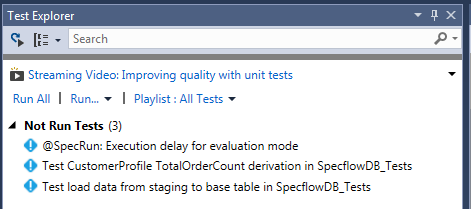 Test Explorer
Search
Streaming Video: Improving quality with unit tests
Run All | Run... | Playlist : All Tests
Not Run Tests (3)
@SpecRun: Execution delay for evaluation mode
Test CustomerProfile TotalOrderCount derivation in SpecflowDB_Tests
Test load data from staging to base table in SpecflowDB_Tests